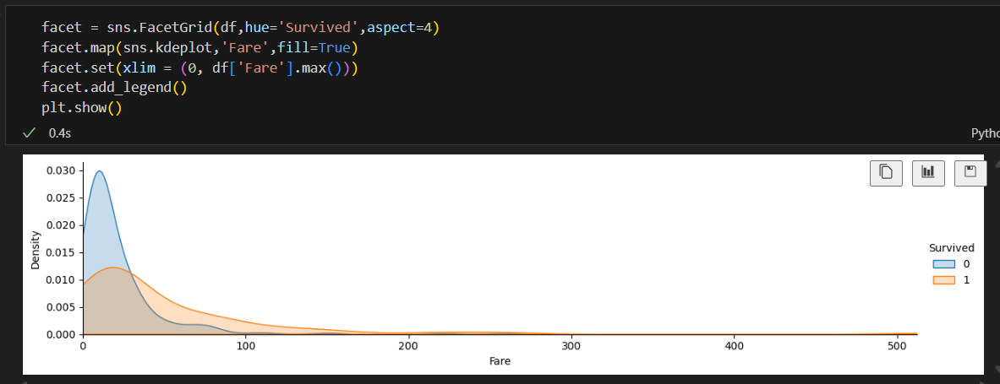 facet = sns.FacetGrid(df,hue='Survived',aspect=4)
facet.map(sns.kdeplot,'Fare',fill=True)
facet.set(xlim = (0, df['Fare'].max()))
facet.add_legend()
plt.show()
0.4s
Pytho
0.030
0.025
0.020
0.015
0.010
0.005
0.000
Density
0 100 200 300 400 500
Fare
Survived
0
1